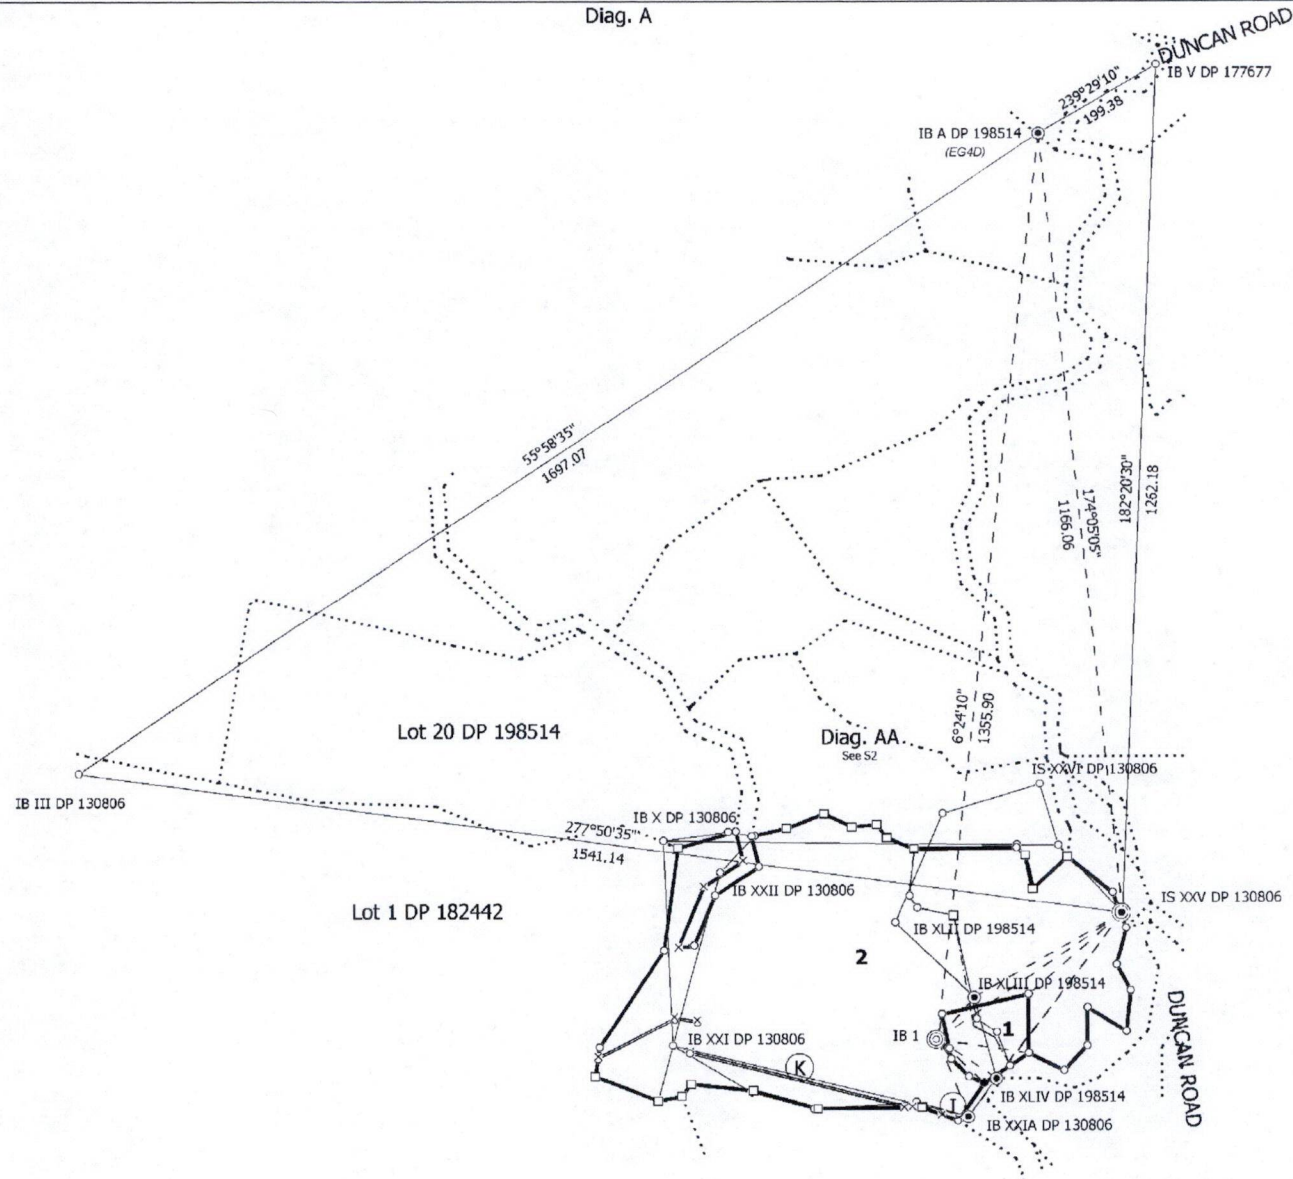 Diag. A
DUNCAN ROAD
IB V DP 177677
239°29'10"
199.38
IB A DP 198514
(EG4D)
55°58'35"
1697.07
182°20'30"
1262.18
174°05'05"
1166.06
6°24'10"
1355.90
Lot 20 DP 198514
Diag. AA
See S2
IS XXVI DP 130806
IB III DP 130806
IB X DP 130806
277°50'35"
1541.14
IB XXII DP 130806
IS XXV DP 130806
Lot 1 DP 182442
IB XLII DP 198514
2
IB XLIII DP 198514
DUNCAN ROAD
IB 1
1
IB XXI DP 130806
K
I
IB XLIV DP 198514
IB XXIA DP 130806